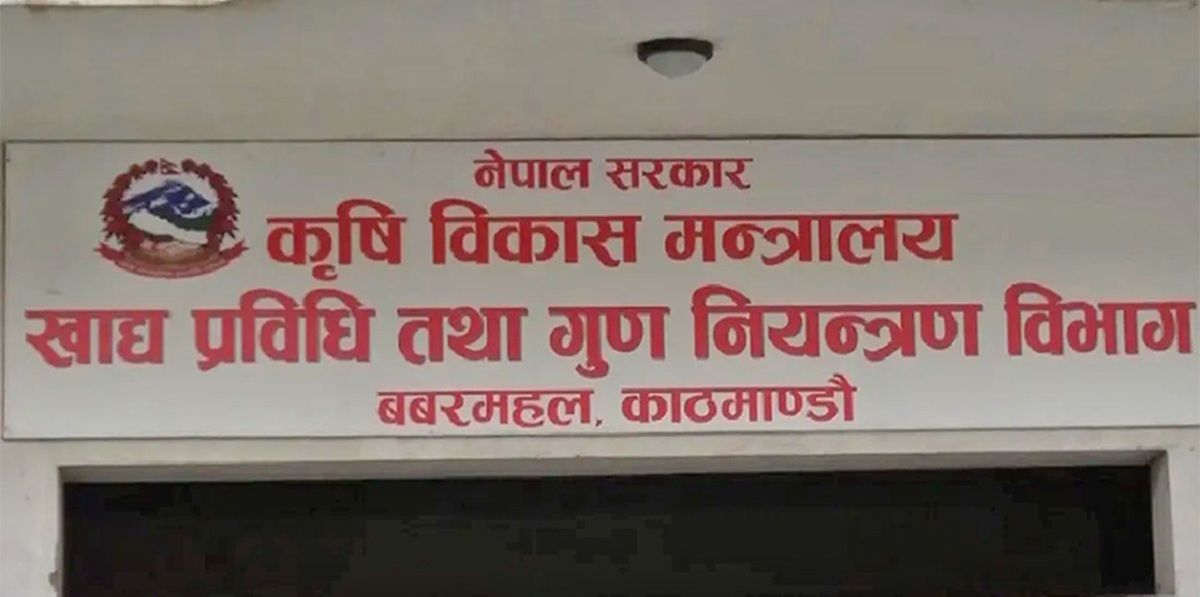 नेपाल सरकार
कृषि विकास मन्त्रालय
खाद्य प्रविधि तथा गुण नियन्त्रण विभाग
बबरमहल, काठमाण्डौ